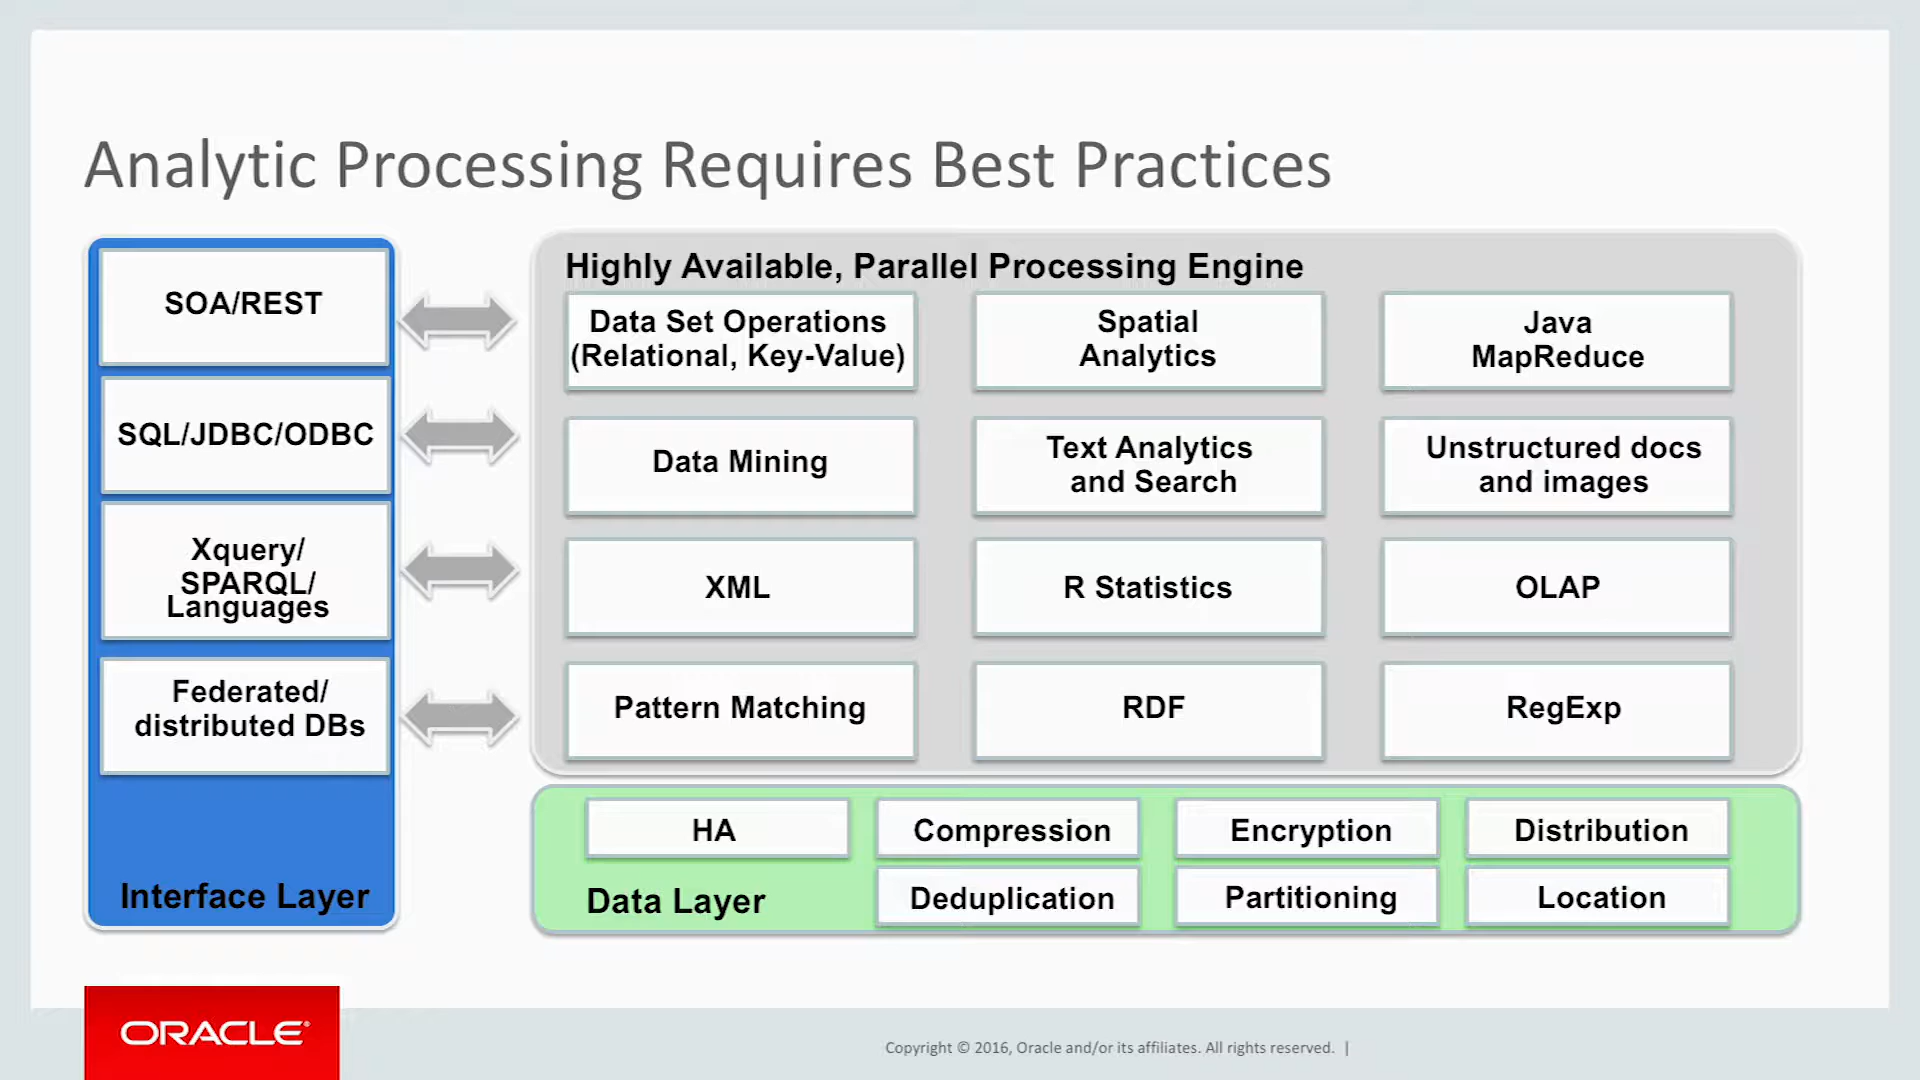 Analytic Processing Requires Best Practices
SOA/REST
SQL/JDBC/ODBC
Xquery/
SPARQL/
Languages
Federated/
distributed DBs
Interface Layer
Highly Available, Parallel Processing Engine
Data Set Operations
(Relational, Key-Value)
Spatial
Analytics
Java
MapReduce
Data Mining
Text Analytics
and Search
Unstructured docs
and images
XML
R Statistics
OLAP
Pattern Matching
RDF
RegExp
HA
Compression
Encryption
Distribution
Data Layer
Deduplication
Partitioning
Location
ORACLE®
Copyright © 2016, Oracle and/or its affiliates. All rights reserved. |